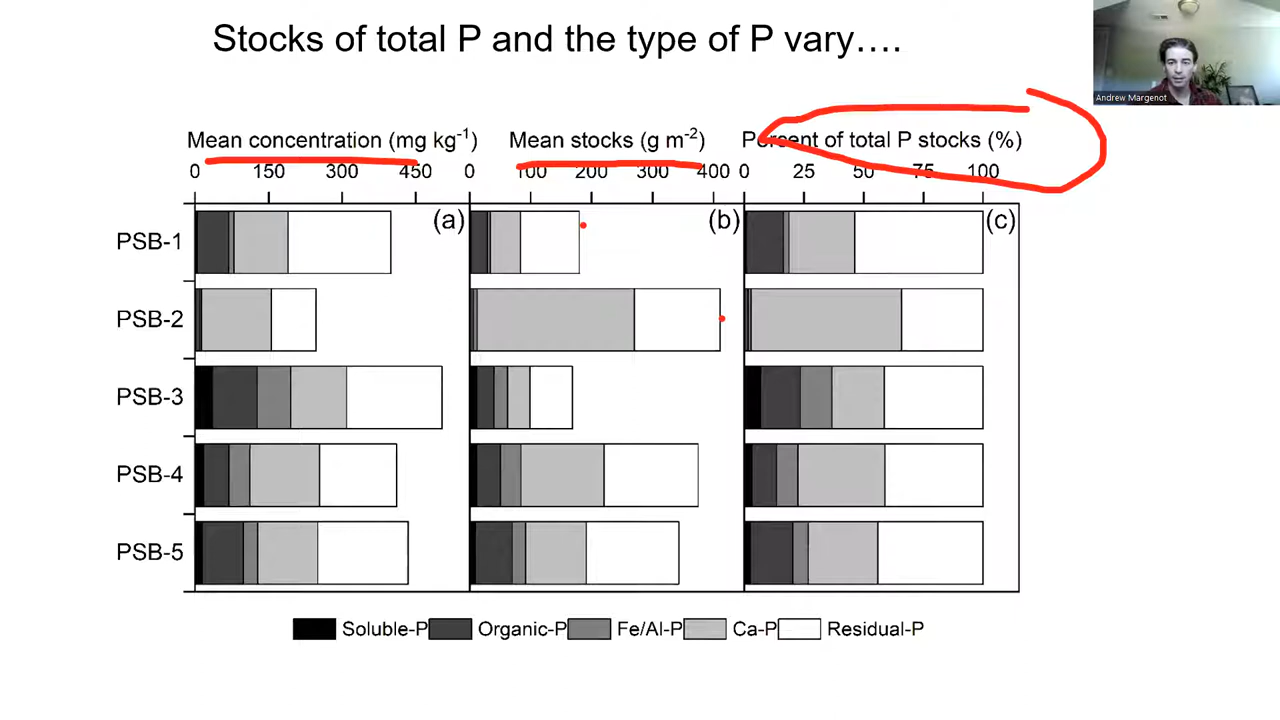 Stocks of total P and the type of P vary….
Andrew Margenot
Mean concentration (mg kg⁻¹) Mean stocks (g m⁻²) Percent of total P stocks (%)
0 150 300 450 0 100 200 300 400 0 25 50 75 100
(a) (b) (c)
PSB-1
PSB-2
PSB-3
PSB-4
PSB-5
Soluble-P Organic-P Fe/Al-P Ca-P Residual-P